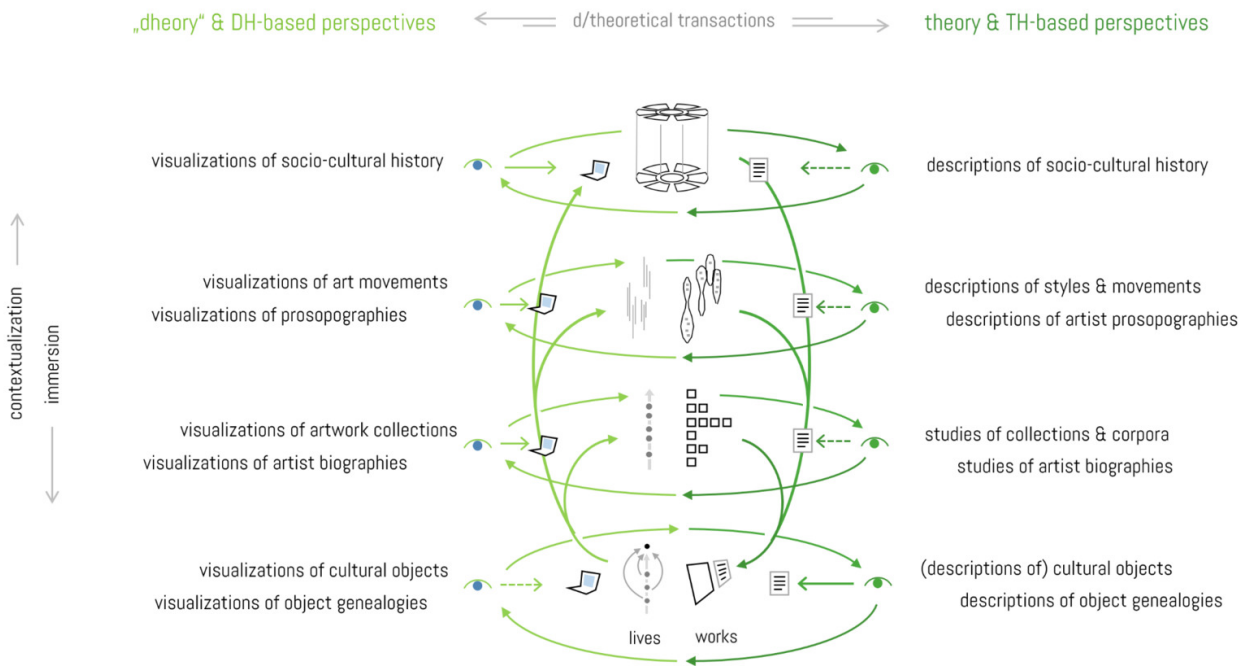 „dheory“ & DH-based perspectives
d/theoretical transactions
theory & TH-based perspectives
visualizations of socio-cultural history
descriptions of socio-cultural history
contextualization
immersion
visualizations of art movements
visualizations of prosopographies
descriptions of styles & movements
descriptions of artist prosopographies
visualizations of artwork collections
visualizations of artist biographies
studies of collections & corpora
studies of artist biographies
visualizations of cultural objects
visualizations of object genealogies
(descriptions of) cultural objects
descriptions of object genealogies
lives
works